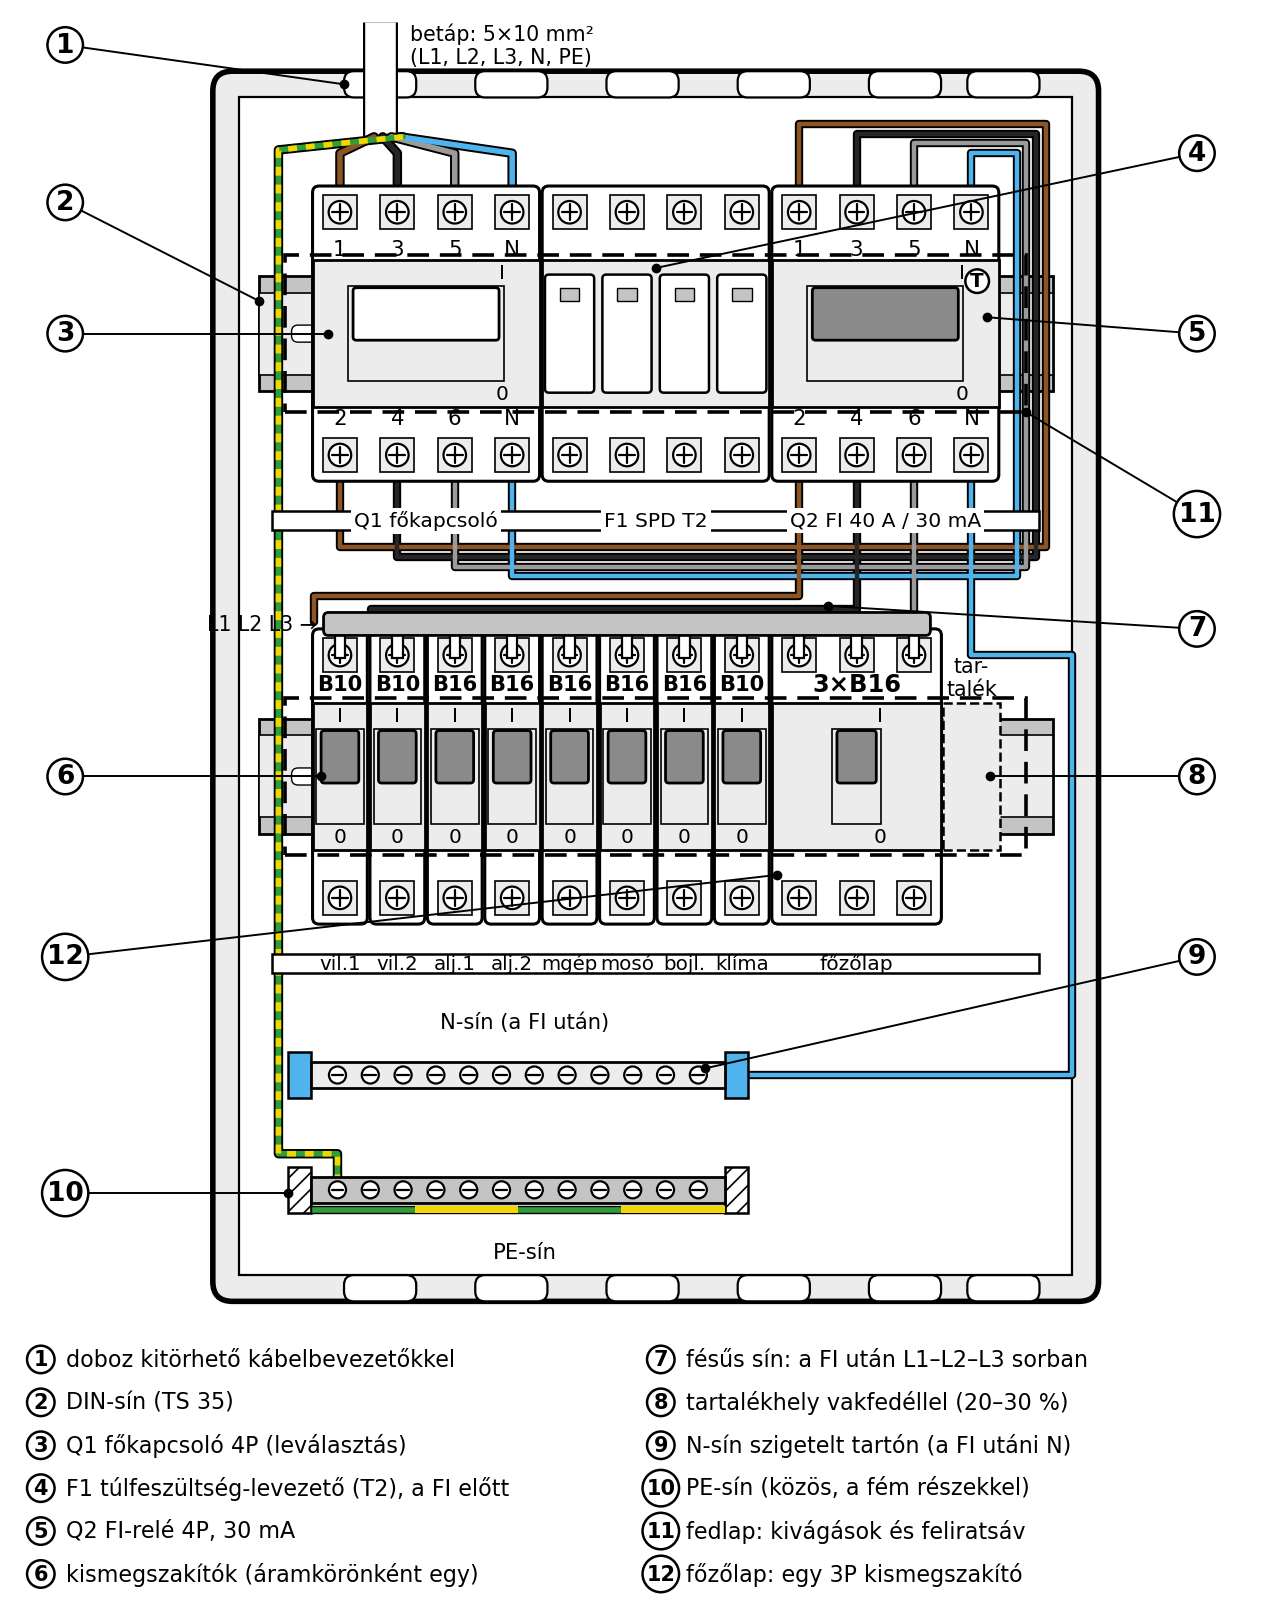 betáp: 5×10 mm²
(L1, L2, L3, N, PE)
1
2
3
4
5
11
7
6
8
12
9
10
1 3 5 N
1 3 5 N
I
I
T
0
0
2 4 6 N
2 4 6 N
Q1 főkapcsoló
F1 SPD T2
Q2 FI 40 A / 30 mA
L1 L2 L3 →
B10 B10 B16 B16 B16 B16 B16 B10 3×B16
tar-
talék
I I I I I I I I I
0 0 0 0 0 0 0 0 0
vil.1 vil.2 alj.1 alj.2 mgép mosó bojl. klíma főzőlap
N-sín (a FI után)
PE-sín
1 doboz kitörhető kábelbevezetőkkel
2 DIN-sín (TS 35)
3 Q1 főkapcsoló 4P (leválasztás)
4 F1 túlfeszültség-levezető (T2), a FI előtt
5 Q2 FI-relé 4P, 30 mA
6 kismegszakítók (áramkörönként egy)
7 fésűs sín: a FI után L1–L2–L3 sorban
8 tartalékhely vakfedéllel (20–30 %)
9 N-sín szigetelt tartón (a FI utáni N)
10 PE-sín (közös, a fém részekkel)
11 fedlap: kivágások és feliratsáv
12 főzőlap: egy 3P kismegszakító